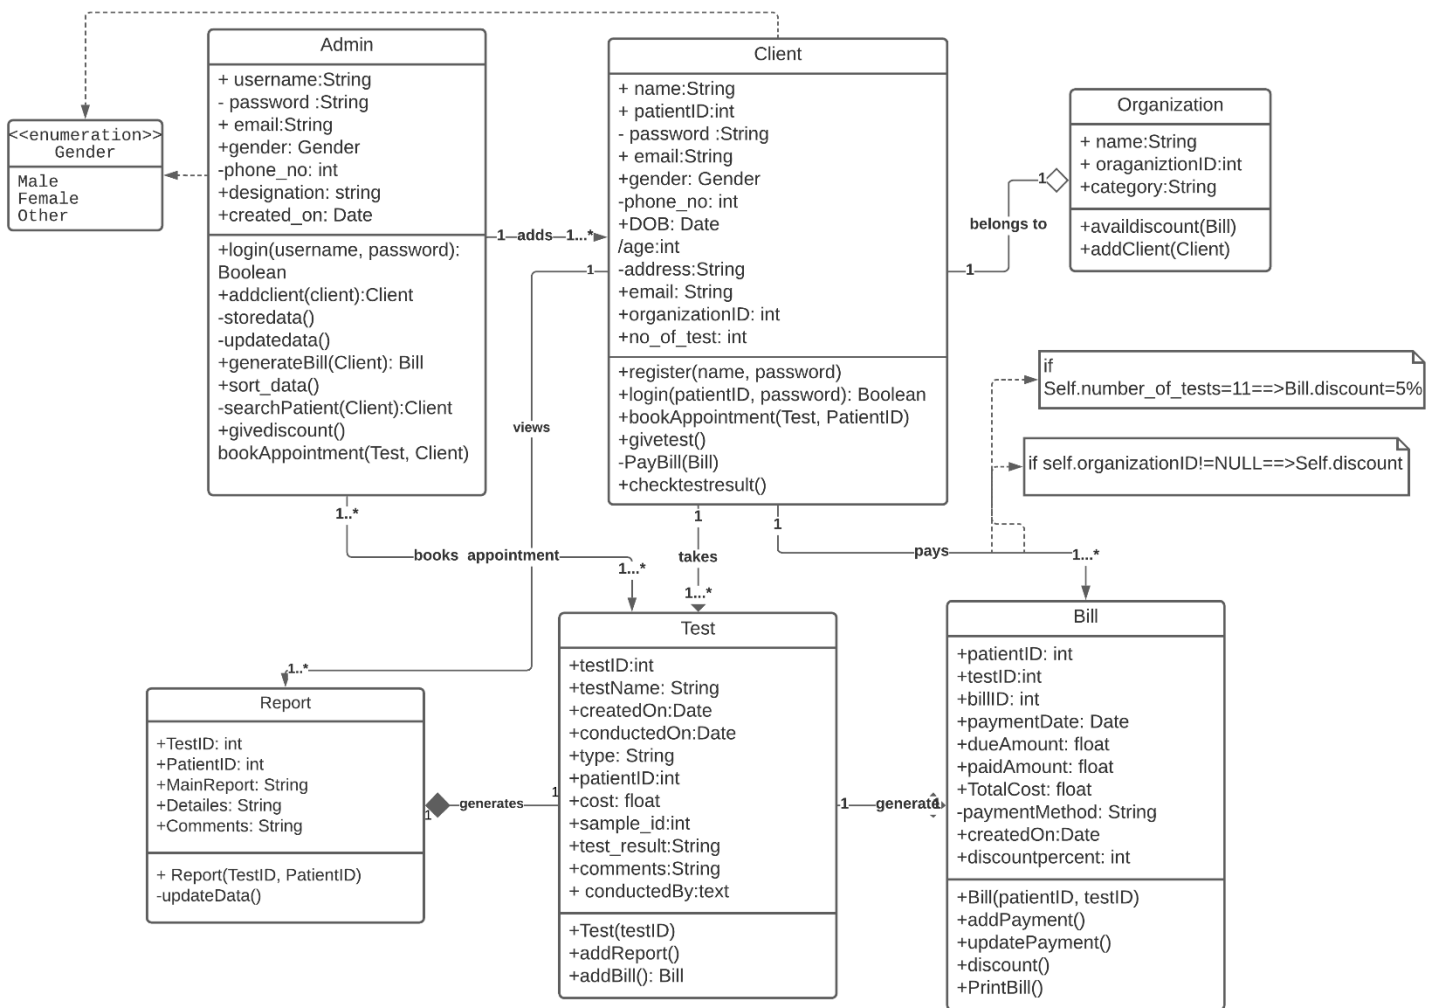 Admin
+ username:String
- password :String
+ email:String
+gender: Gender
-phone_no: int
+designation: string
+created_on: Date
+login(username, password):
Boolean
+addclient(client):Client
-storedata()
-updatedata()
+generateBill(Client): Bill
+sort_data()
-searchPatient(Client):Client
+givediscount()
bookAppointment(Test, Client)
<<enumeration>>
Gender
Male
Female
Other
1
adds
1...*
Client
+ name:String
+ patientID:int
- password :String
+ email:String
+gender: Gender
-phone_no: int
+DOB: Date
/age:int
-address:String
+email: String
+organizationID: int
+no_of_test: int
+register(name, password)
+login(patientID, password): Boolean
+bookAppointment(Test, PatientID)
+givetest()
-PayBill(Bill)
+checktestresult()
Organization
+ name:String
+ oraganiztionID:int
+category:String
+availdiscount(Bill)
+addClient(Client)
1
belongs to
1
if
Self.number_of_tests=11==>Bill.discount=5%
if self.organizationID!=NULL==>Self.discount
1
views
1..*
1..*
books appointment
1...*
1
takes
1...*
1
pays
1...*
Report
+TestID: int
+PatientID: int
+MainReport: String
+Detailes: String
+Comments: String
+ Report(TestID, PatientID)
-updateData()
1
generates
1
Test
+testID:int
+testName: String
+createdOn:Date
+conductedOn:Date
+type: String
+patientID:int
+cost: float
+sample_id:int
+test_result:String
+comments:String
+ conductedBy:text
+Test(testID)
+addReport()
+addBill(): Bill
1
generate
1
Bill
+patientID: int
+testID:int
+billID: int
+paymentDate: Date
+dueAmount: float
+paidAmount: float
+TotalCost: float
-paymentMethod: String
+createdOn:Date
+discountpercent: int
+Bill(patientID, testID)
+addPayment()
+updatePayment()
+discount()
+PrintBill()